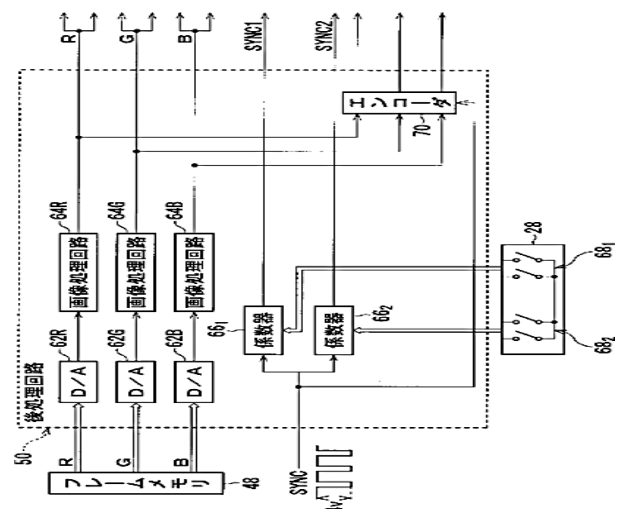 R
G
B
SYNC1
SYNC2
エンコーダ
70
64R
64G
64B
画像処理回路
画像処理回路
画像処理回路
28
66₁
係数器
66₂
係数器
68₁
68₂
62R
62G
62B
D/A
D/A
D/A
後処理回路
50
R
G
B
フレームメモリ
48
SYNC